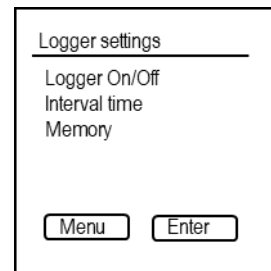 Logger settings
Logger On/Off
Interval time
Memory
Menu Enter